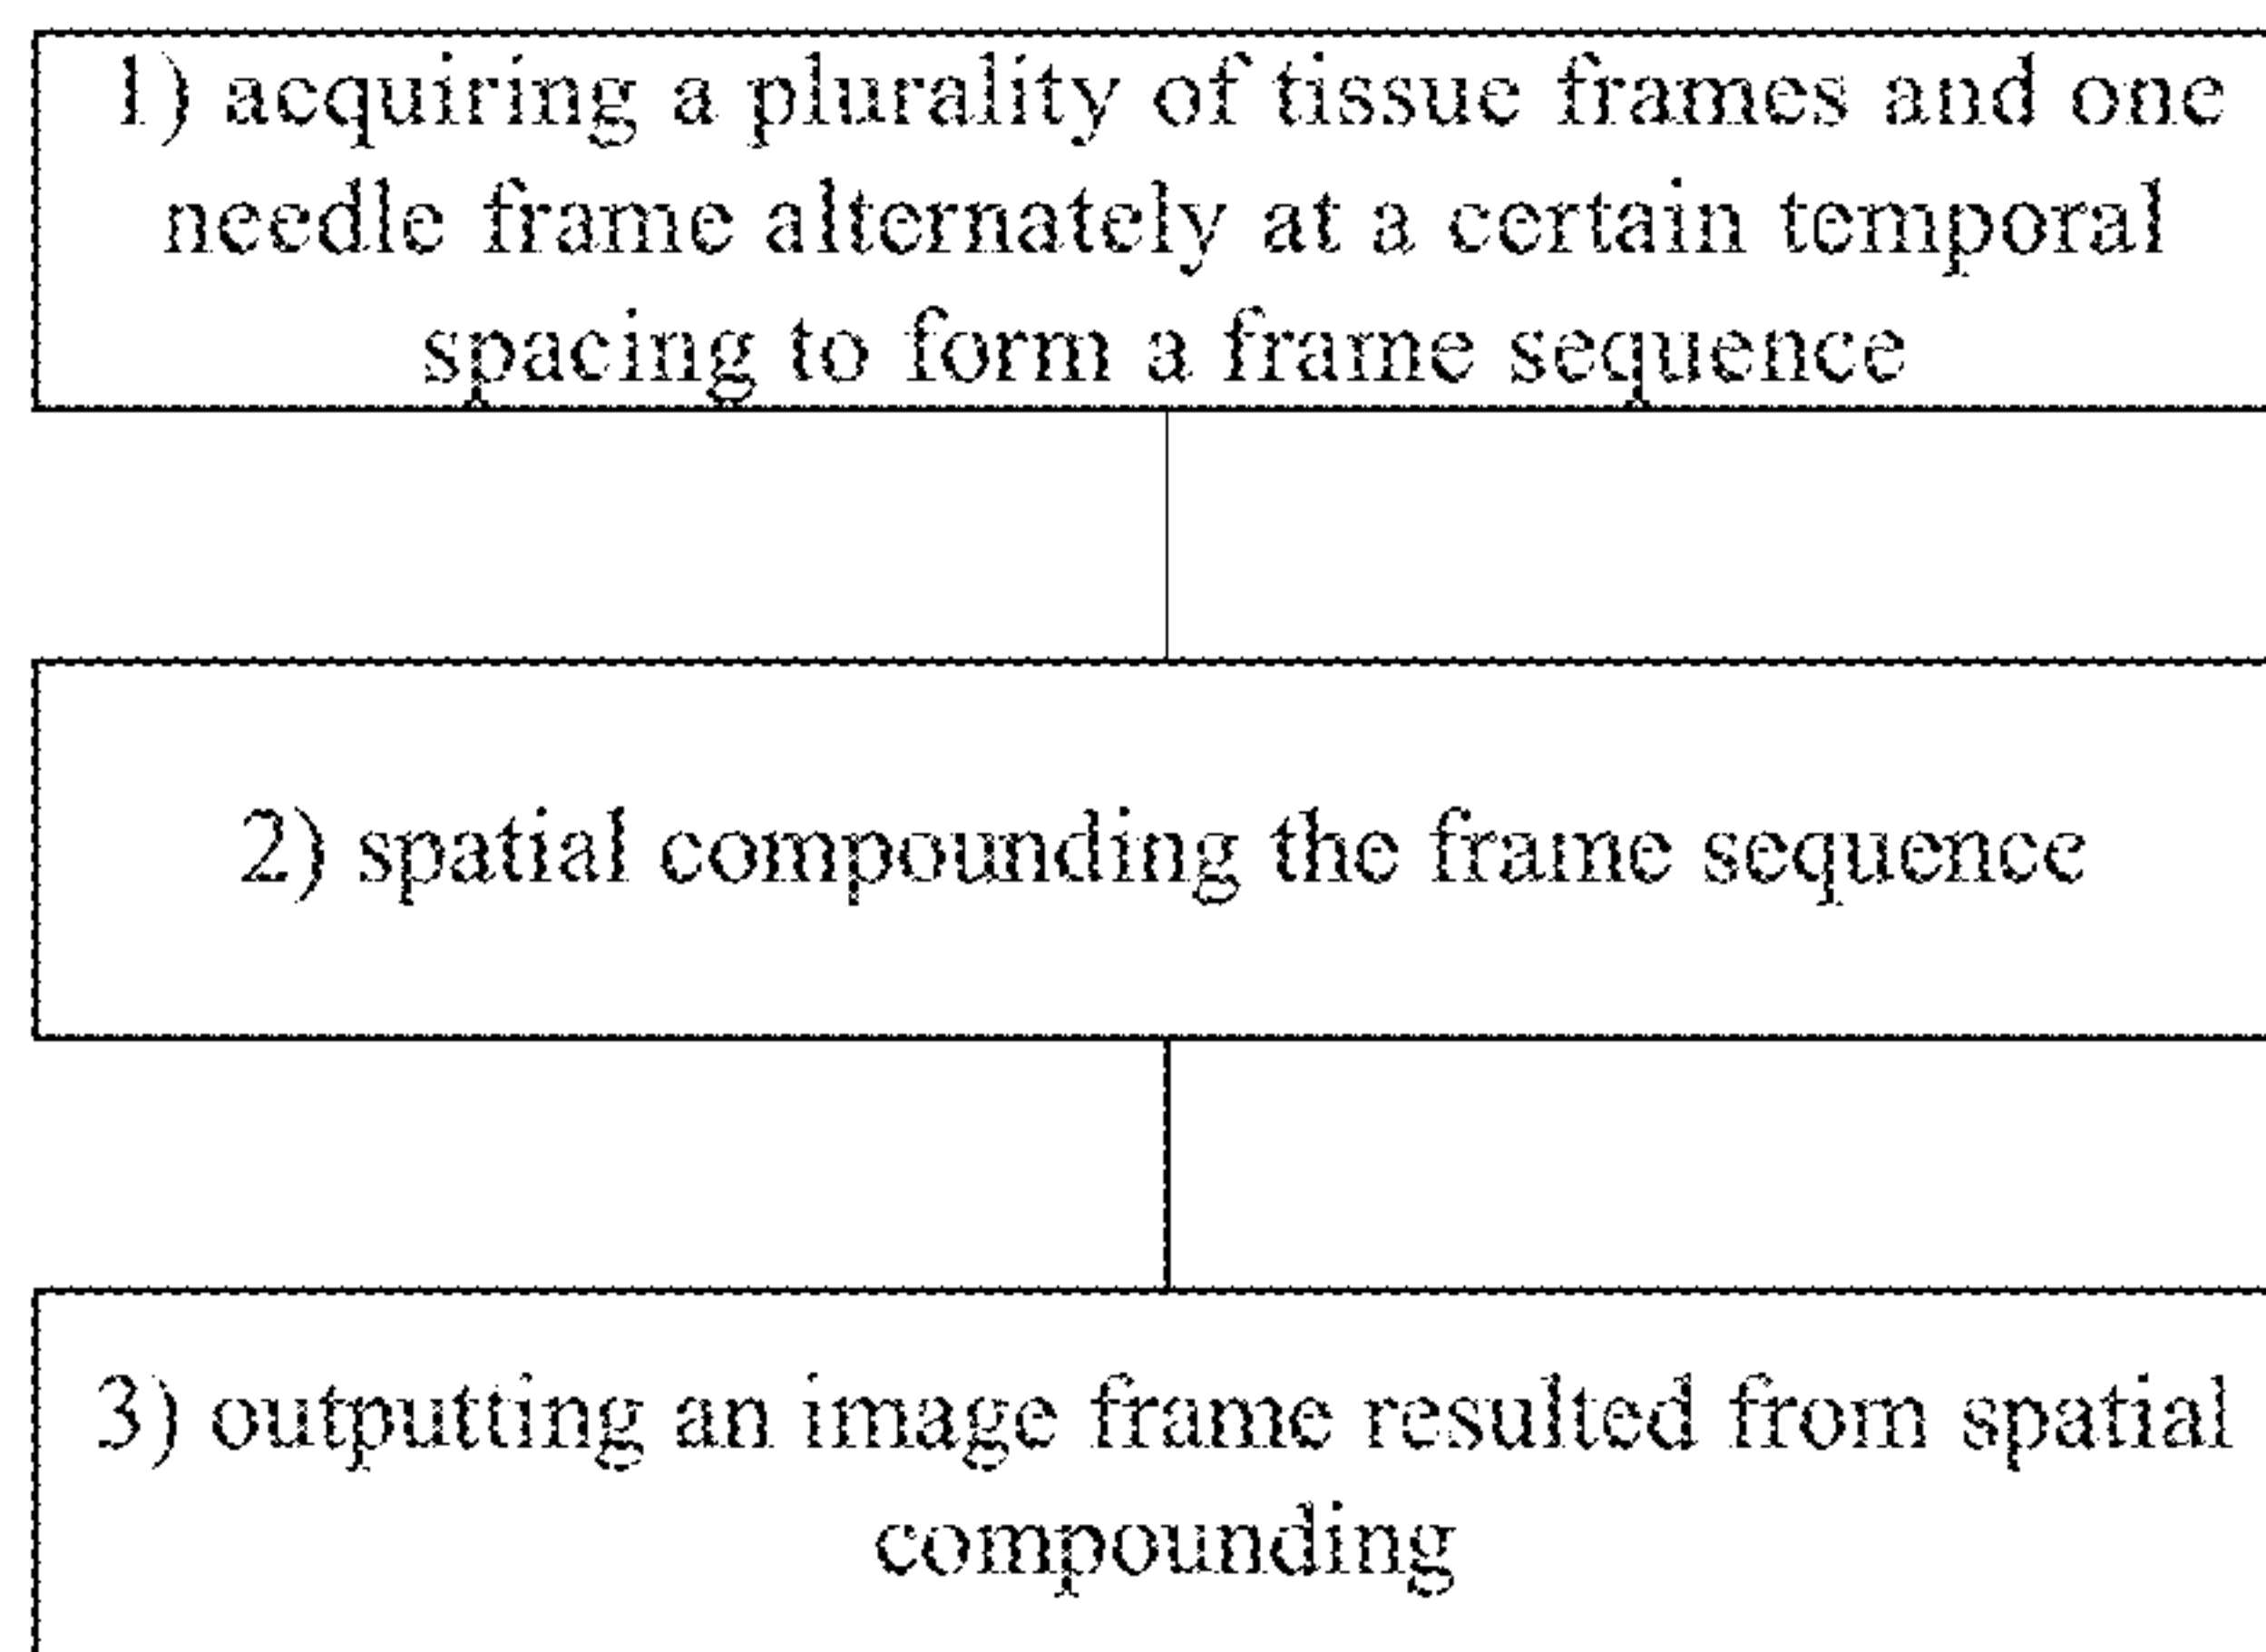 1) acquiring a plurality of tissue frames and one
needle frame alternately at a certain temporal
spacing to form a frame sequence
2) spatial compounding the frame sequence
3) outputting an image frame resulted from spatial
compounding